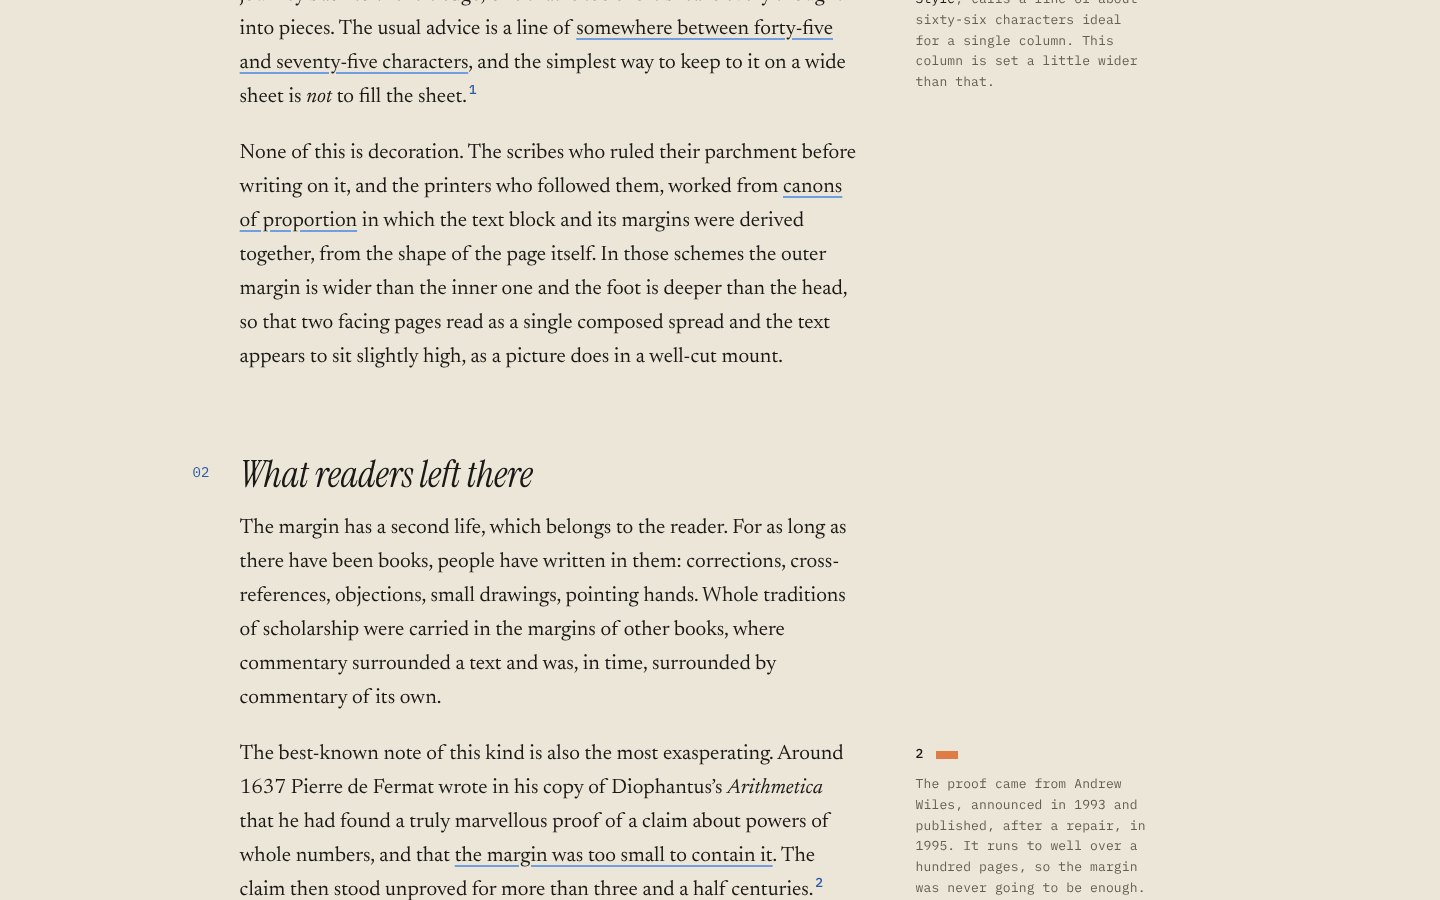 into pieces. The usual advice is a line of somewhere between forty-five
and seventy-five characters, and the simplest way to keep to it on a wide
sheet is not to fill the sheet.1
sixty-six characters ideal
for a single column. This
column is set a little wider
than that.
None of this is decoration. The scribes who ruled their parchment before
writing on it, and the printers who followed them, worked from canons
of proportion in which the text block and its margins were derived
together, from the shape of the page itself. In those schemes the outer
margin is wider than the inner one and the foot is deeper than the head,
so that two facing pages read as a single composed spread and the text
appears to sit slightly high, as a picture does in a well-cut mount.
02
What readers left there
The margin has a second life, which belongs to the reader. For as long as
there have been books, people have written in them: corrections, cross-
references, objections, small drawings, pointing hands. Whole traditions
of scholarship were carried in the margins of other books, where
commentary surrounded a text and was, in time, surrounded by
commentary of its own.
The best-known note of this kind is also the most exasperating. Around
1637 Pierre de Fermat wrote in his copy of Diophantus’s Arithmetica
that he had found a truly marvellous proof of a claim about powers of
whole numbers, and that the margin was too small to contain it. The
claim then stood unproved for more than three and a half centuries.2
2
The proof came from Andrew
Wiles, announced in 1993 and
published, after a repair, in
1995. It runs to well over a
hundred pages, so the margin
was never going to be enough.